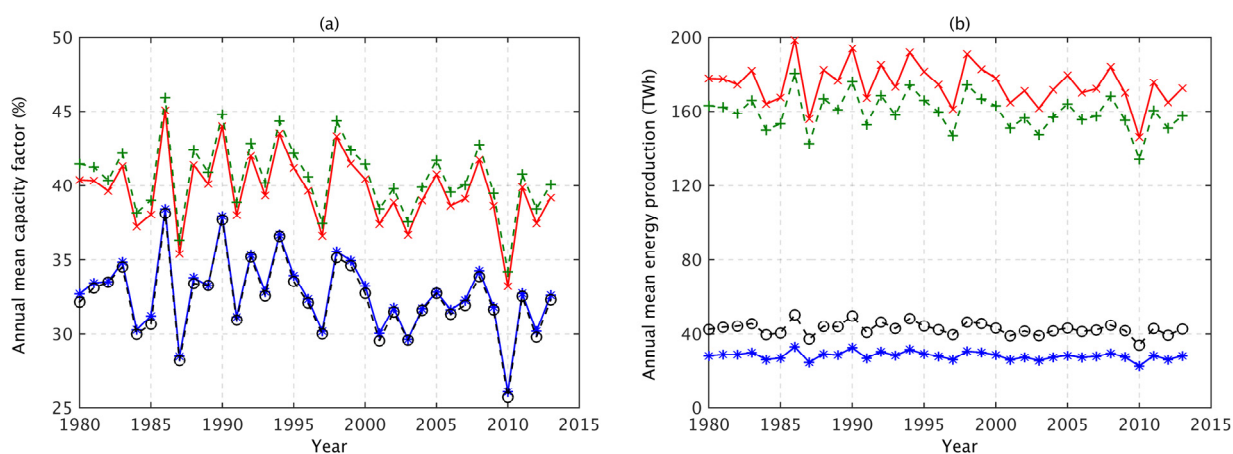 (a)
Annual mean capacity factor (%)
50
45
40
35
30
25
1980 1985 1990 1995 2000 2005 2010 2015
Year
(b)
Annual mean energy production (TWh)
200
160
120
80
40
0
1980 1985 1990 1995 2000 2005 2010 2015
Year